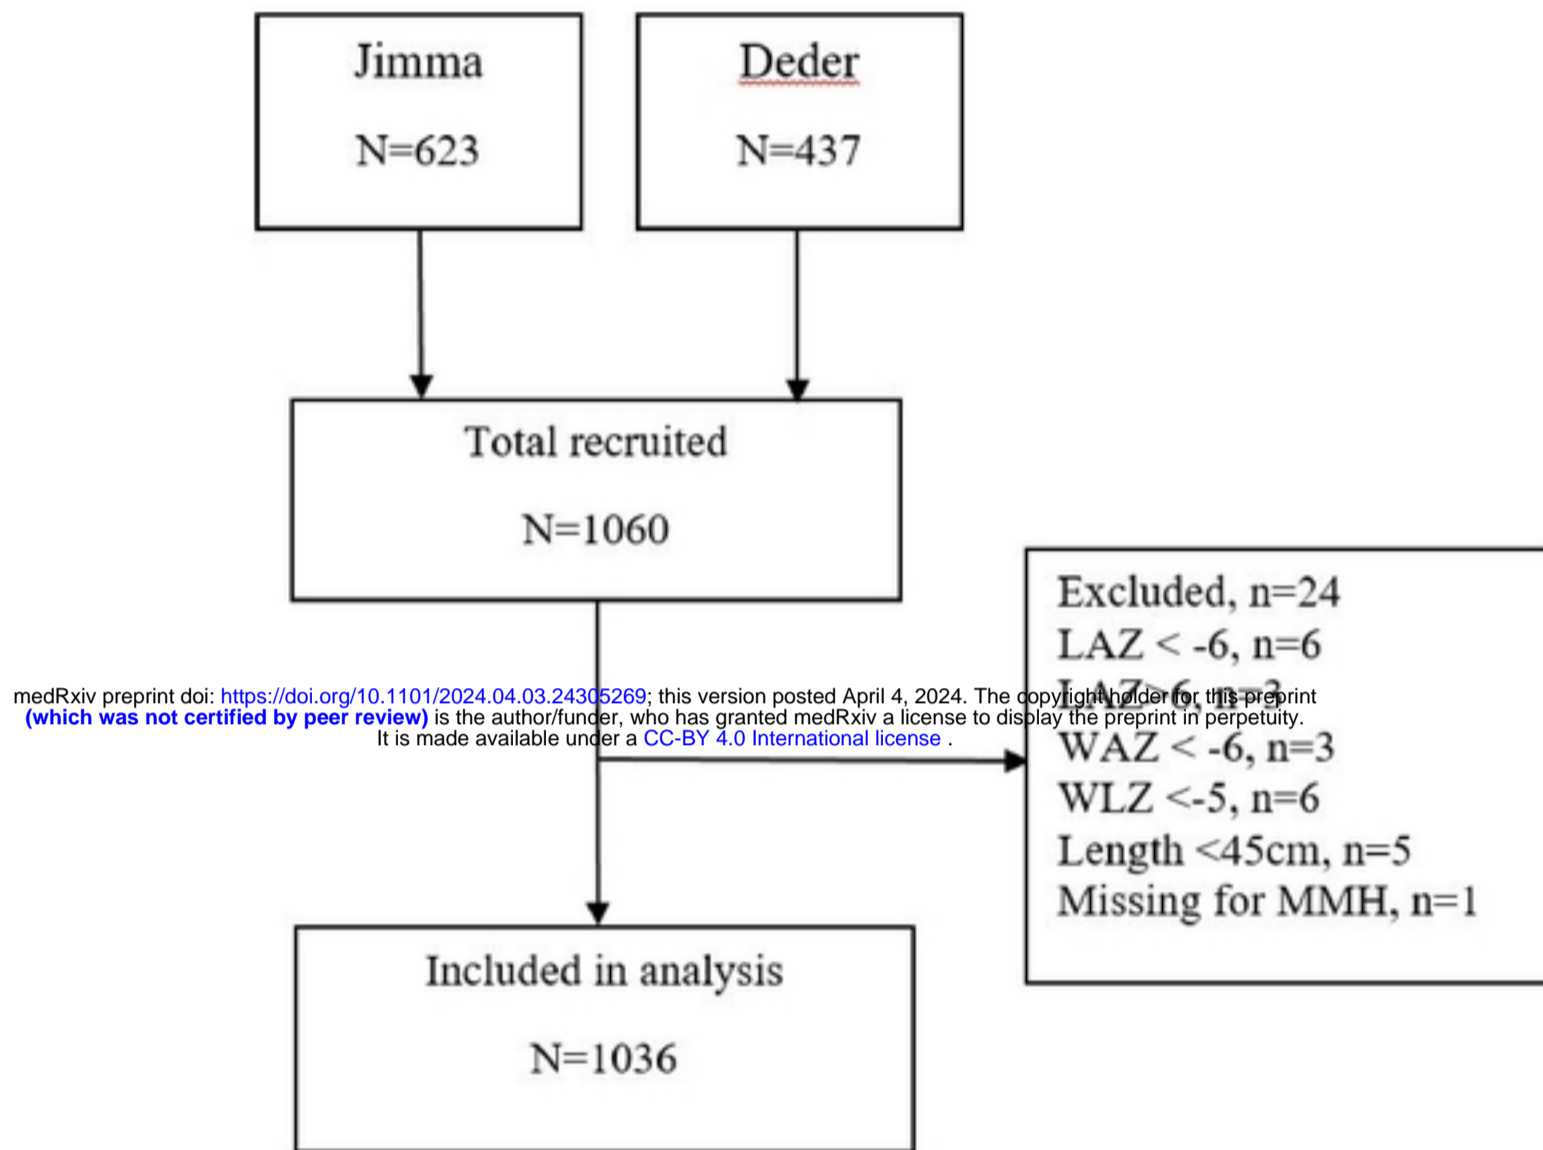 Jimma
N=623
Deder
N=437
Total recruited
N=1060
Excluded, n=24
LAZ < -6, n=6
LAZ>6, n=3
medRxiv preprint doi: https://doi.org/10.1101/2024.04.03.24305269; this version posted April 4, 2024. The copyright holder for this preprint
(which was not certified by peer review) is the author/funder, who has granted medRxiv a license to display the preprint in perpetuity.
It is made available under a CC-BY 4.0 International license .
WAZ < -6, n=3
WLZ <-5, n=6
Length <45cm, n=5
Missing for MMH, n=1
Included in analysis
N=1036